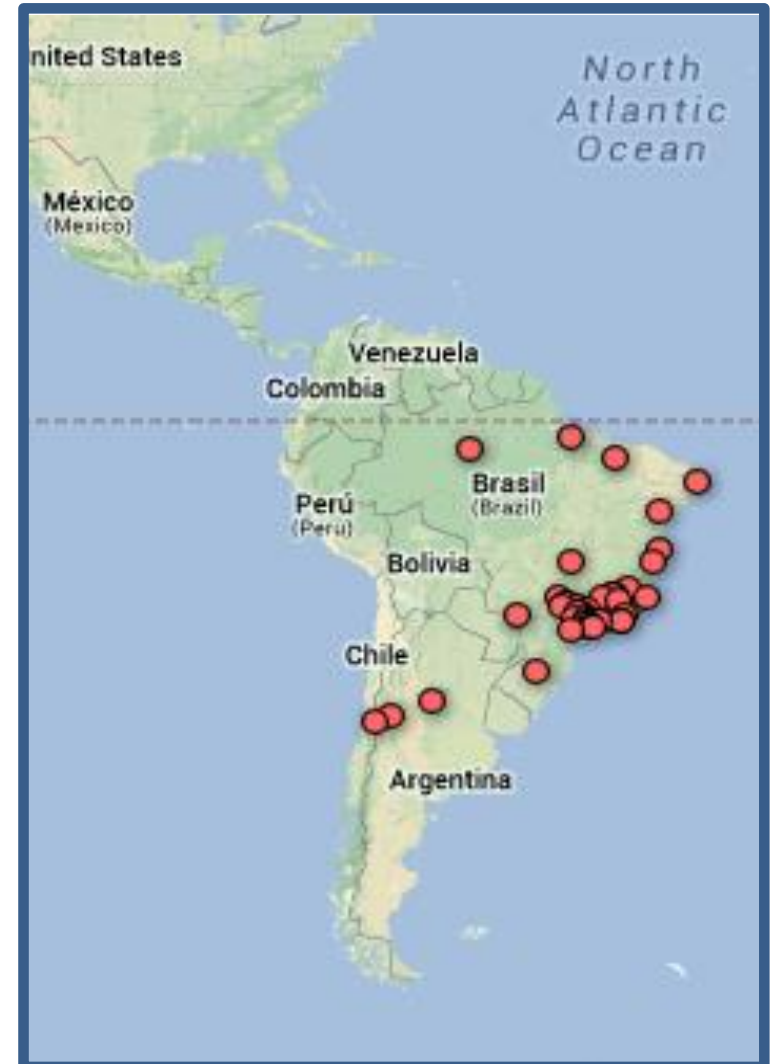 nited States
North
Atlantic
Ocean
México
(Mexico)
Venezuela
Colombia
Brasil
(Brazil)
Perú
(Peru)
Bolivia
Chile
Argentina